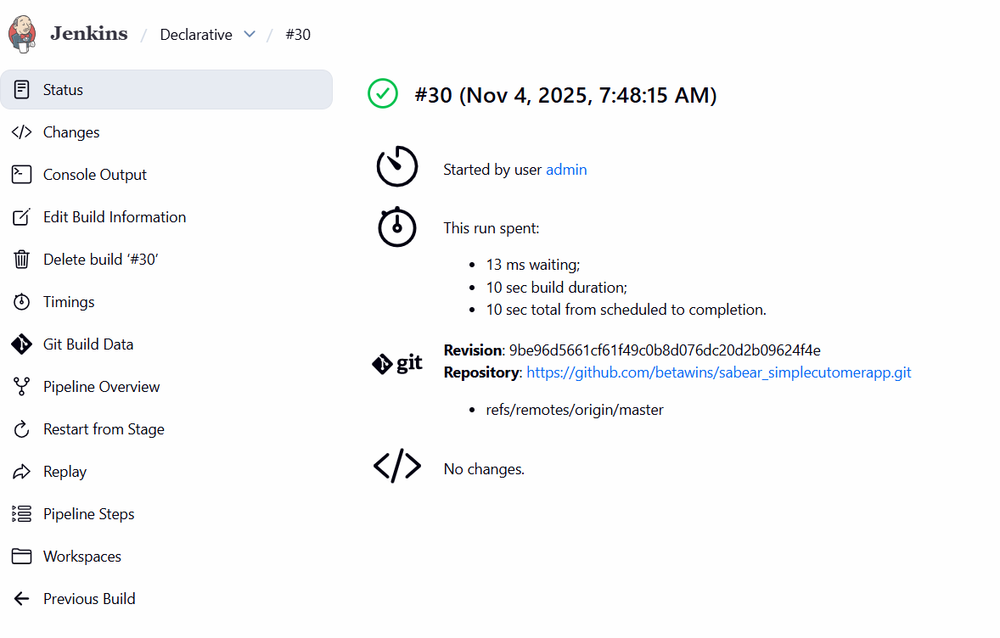 Jenkins / Declarative / #30
Status
Changes
Console Output
Edit Build Information
Delete build ‘#30’
Timings
Git Build Data
Pipeline Overview
Restart from Stage
Replay
Pipeline Steps
Workspaces
Previous Build
#30 (Nov 4, 2025, 7:48:15 AM)
Started by user admin
This run spent:
• 13 ms waiting;
• 10 sec build duration;
• 10 sec total from scheduled to completion.
git
Revision: 9be96d5661cf61f49c0b8d076dc20d2b09624f4e
Repository: https://github.com/betawins/sabear_simplecutomerapp.git
• refs/remotes/origin/master
No changes.